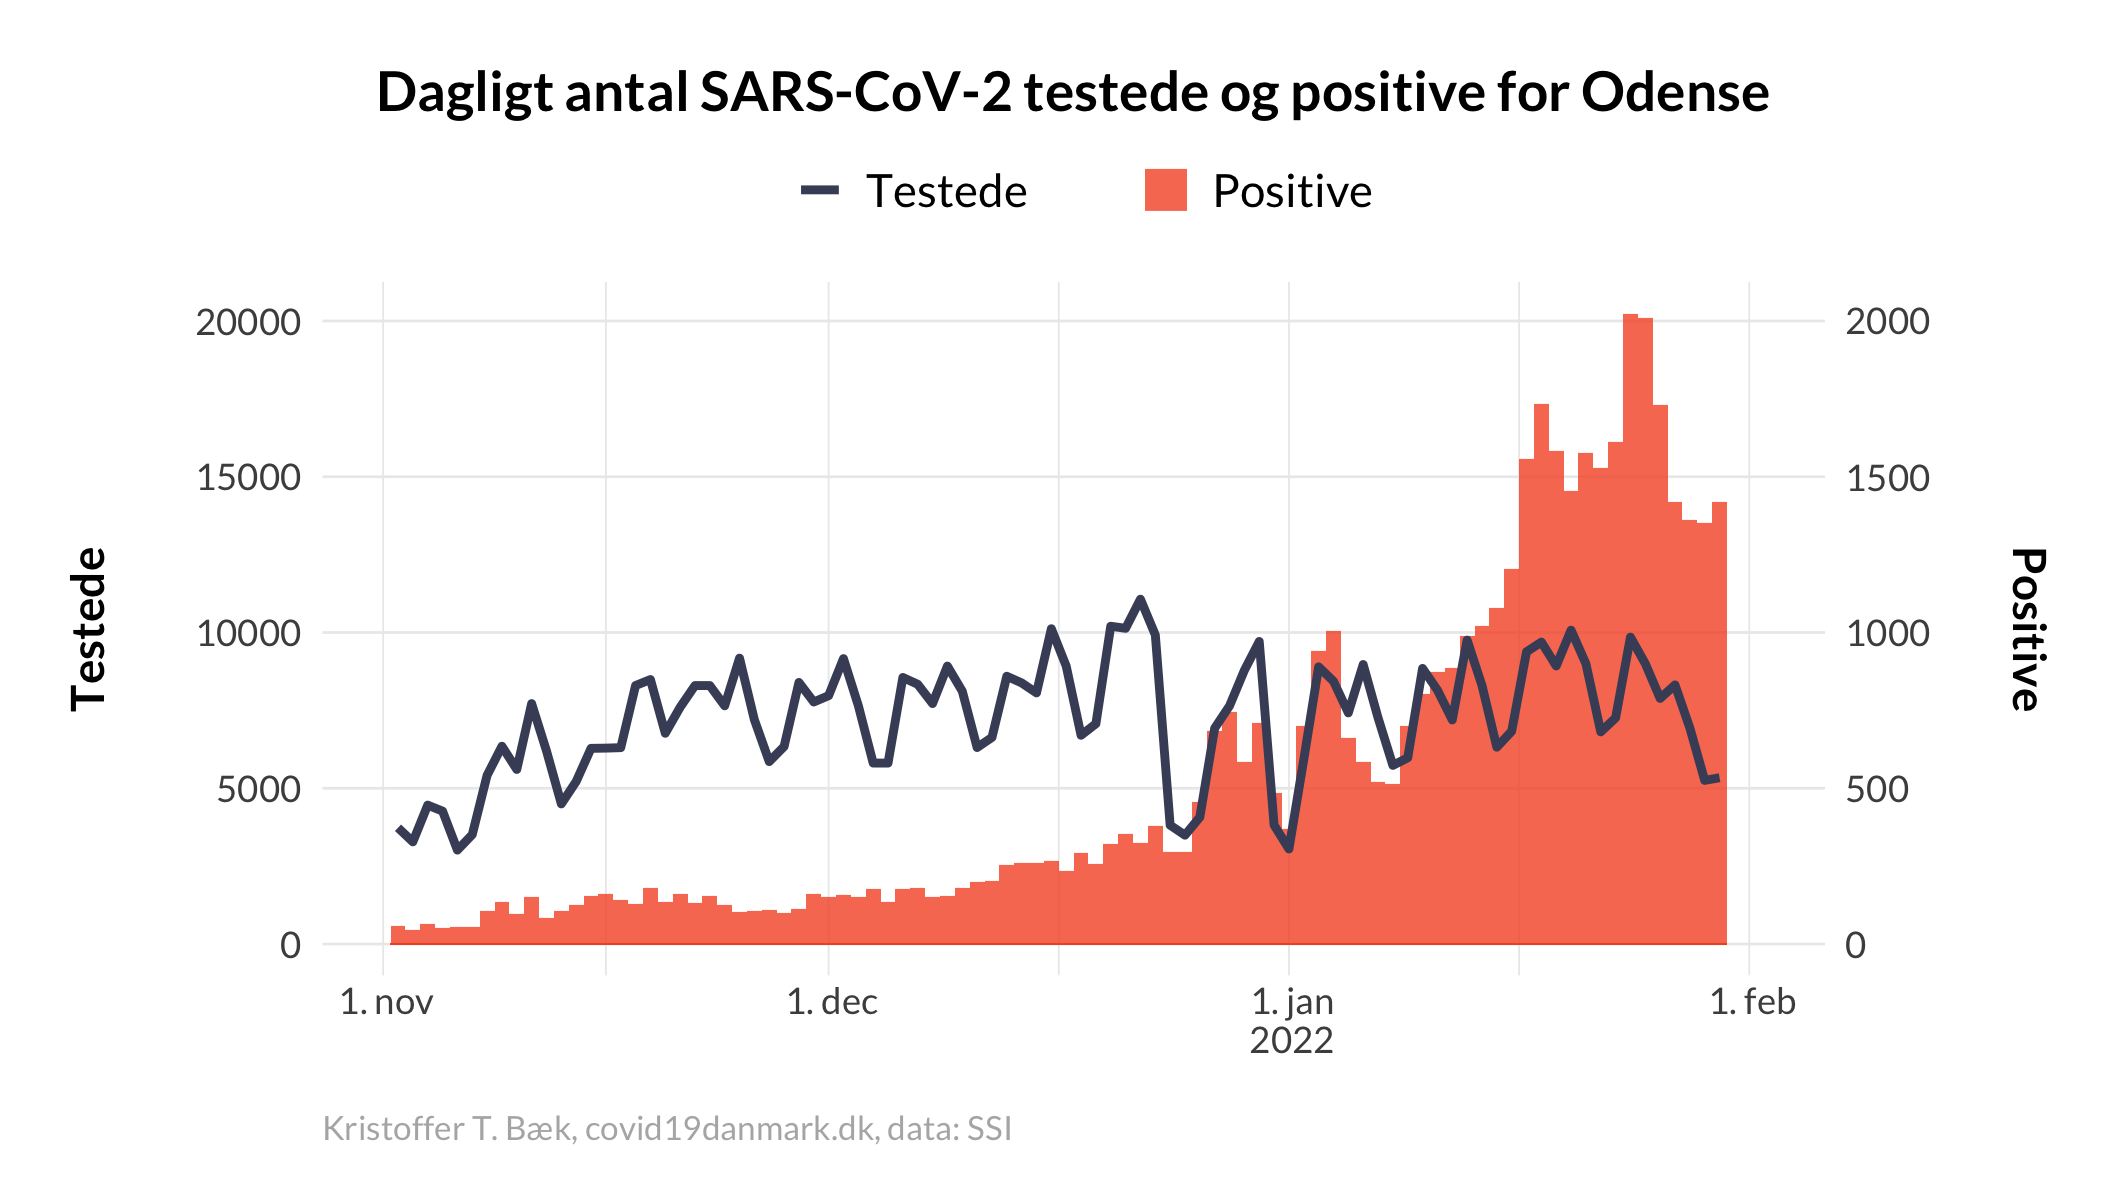 Dagligt antal SARS-CoV-2 testede og positive for Odense
Testede Positive
20000 2000
15000 1500
10000 1000
5000 500
0 0
Testede
Positive
1. nov 1. dec 1. jan 1. feb
2022
Kristoffer T. Bæk, covid19danmark.dk, data: SSI